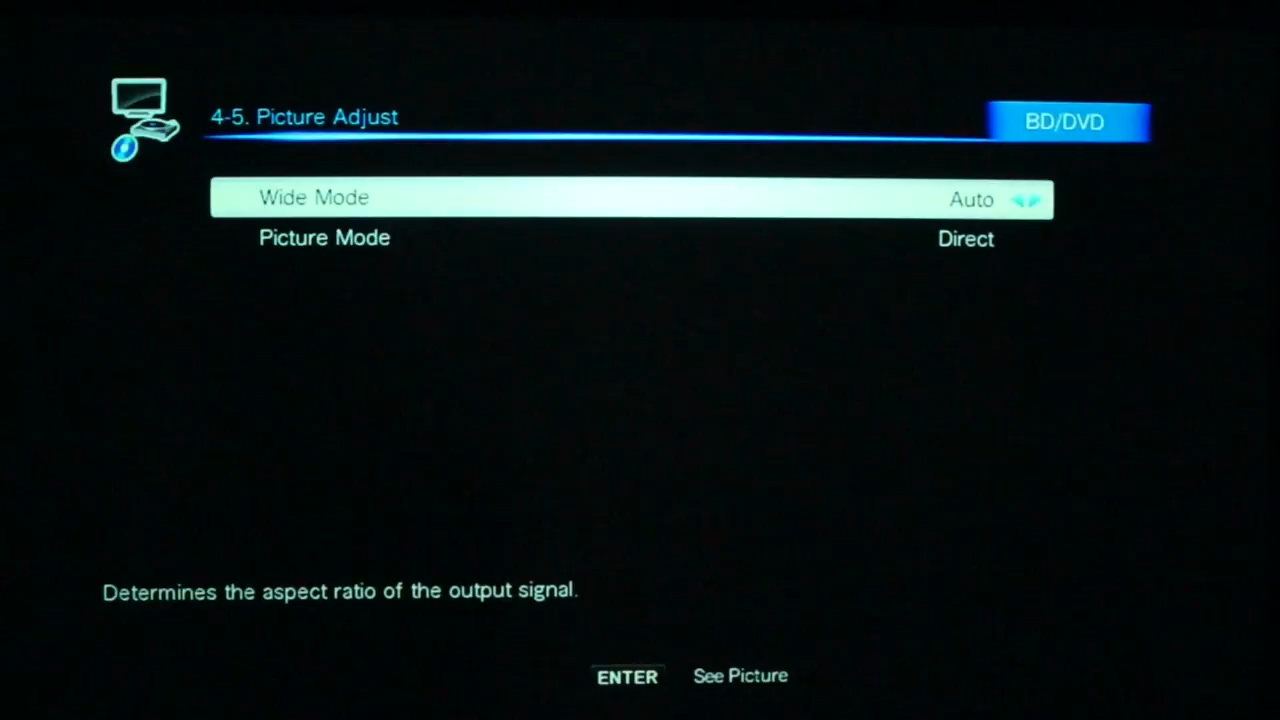 4-5. Picture Adjust
BD/DVD
Wide Mode Auto
Picture Mode Direct
Determines the aspect ratio of the output signal.
ENTER See Picture